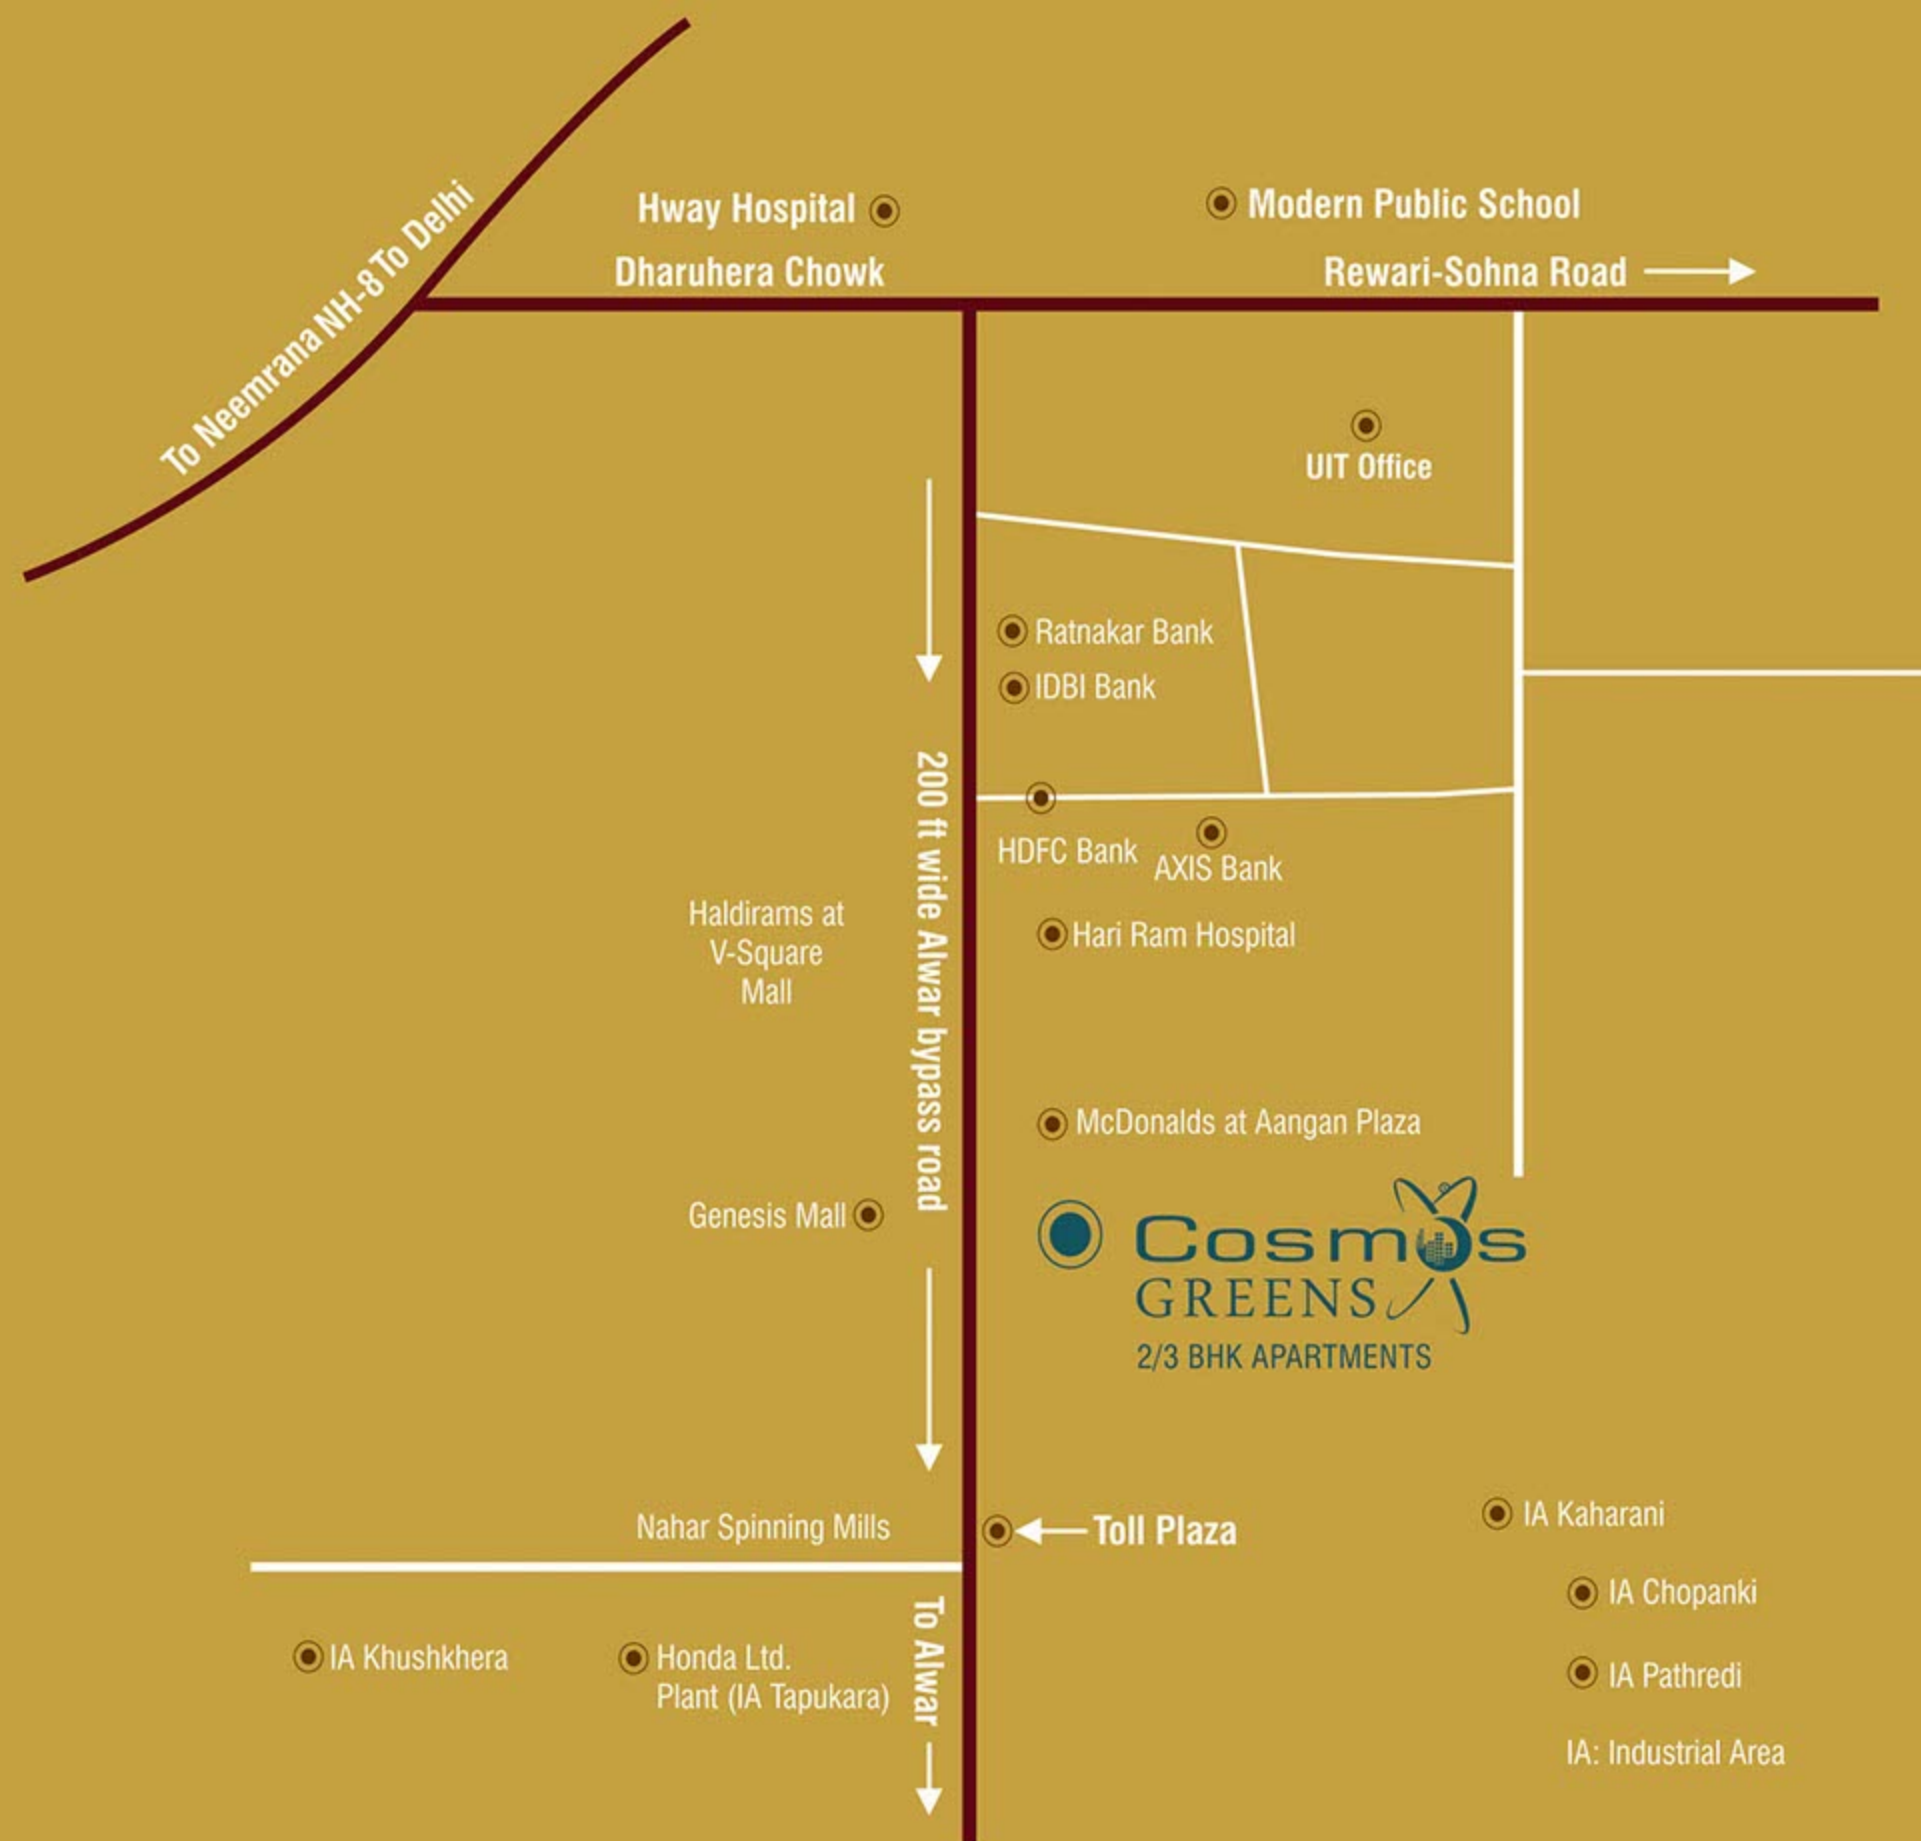 To Neemrana NH-8 To Delhi
Hway Hospital
Modern Public School
Dharuhera Chowk
Rewari-Sohna Road
UIT Office
Ratnakar Bank
IDBI Bank
200 ft wide Alwar bypass road
HDFC Bank
AXIS Bank
Haldirams at
V-Square
Mall
Hari Ram Hospital
McDonalds at Aangan Plaza
Genesis Mall
Cosmos
GREENS
2/3 BHK APARTMENTS
Nahar Spinning Mills
Toll Plaza
IA Kaharani
IA Chopanki
To Alwar
IA Khushkhera
Honda Ltd.
Plant (IA Tapukara)
IA Pathredi
IA: Industrial Area